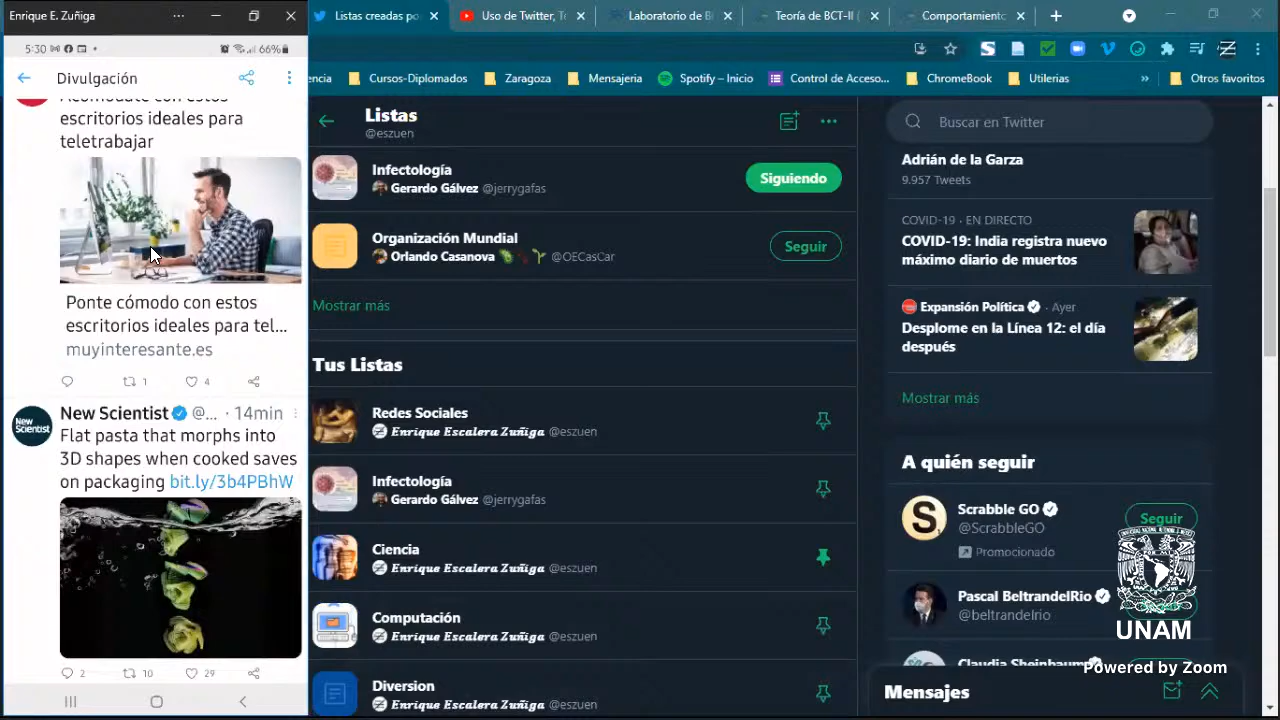 Enrique E. Zuñiga
5:30
66%
Divulgación
Acomódate con estos
escritorios ideales para
teletrabajar
Ponte cómodo con estos
escritorios ideales para tel...
muyinteresante.es
1
4
New Scientist @... · 14min
Flat pasta that morphs into
3D shapes when cooked saves
on packaging bit.ly/3b4PBhW
2
10
29
Listas creadas po
Uso de Twitter, Te
Laboratorio de Bi
Teoría de BCT-II (
Comportamiento
encia
Cursos-Diplomados
Zaragoza
Mensajeria
Spotify – Inicio
Control de Acceso...
ChromeBook
Utilerias
»
Otros favoritos
Listas
@eszuen
Infectología
Gerardo Gálvez @jerrygafas
Siguiendo
Organización Mundial
Orlando Casanova @OECasCar
Seguir
Mostrar más
Tus Listas
Redes Sociales
Enrique Escalera Zuñiga @eszuen
Infectología
Gerardo Gálvez @jerrygafas
Ciencia
Enrique Escalera Zuñiga @eszuen
Computación
Enrique Escalera Zuñiga @eszuen
Diversion
Enrique Escalera Zuñiga @eszuen
Buscar en Twitter
Adrián de la Garza
9.957 Tweets
COVID-19 · EN DIRECTO
COVID-19: India registra nuevo
máximo diario de muertos
Expansión Política · Ayer
Desplome en la Línea 12: el día
después
Mostrar más
A quién seguir
Scrabble GO
@ScrabbleGO
Promocionado
Seguir
Pascal BeltrandelRio
@beltrandelrio
UNAM
Claudia Sheinbaum
Powered by Zoom
Mensajes